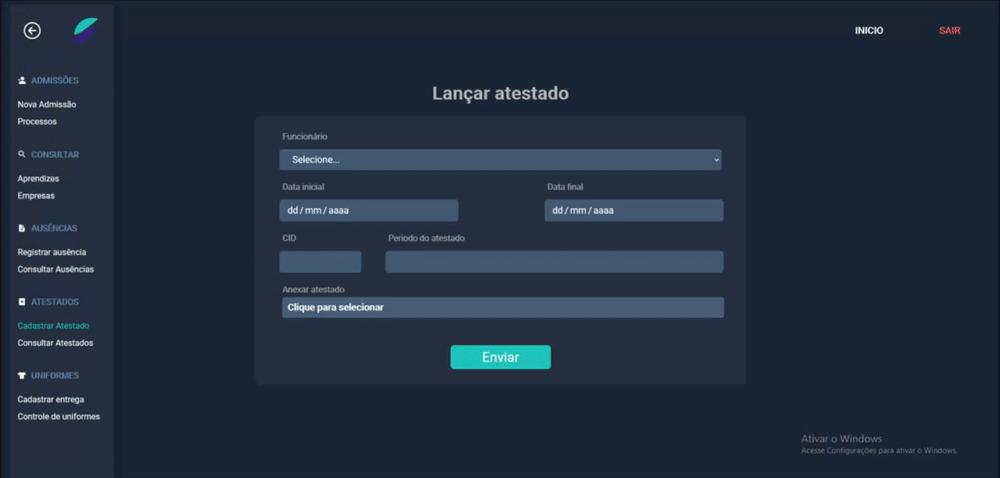 INICIO
SAIR
ADMISSÕES
Nova Admissão
Processos
CONSULTAR
Aprendizes
Empresas
AUSÊNCIAS
Registrar ausência
Consultar Ausências
ATESTADOS
Cadastrar Atestado
Consultar Atestados
UNIFORMES
Cadastrar entrega
Controle de uniformes
Lançar atestado
Funcionário
Selecione...
Data inicial
Data final
dd/mm/aaaa
dd/mm/aaaa
CID
Periodo do atestado
Anexar atestado
Clique para selecionar
Enviar
Ativar o Windows
Acesse Configurações para ativar o Windows.